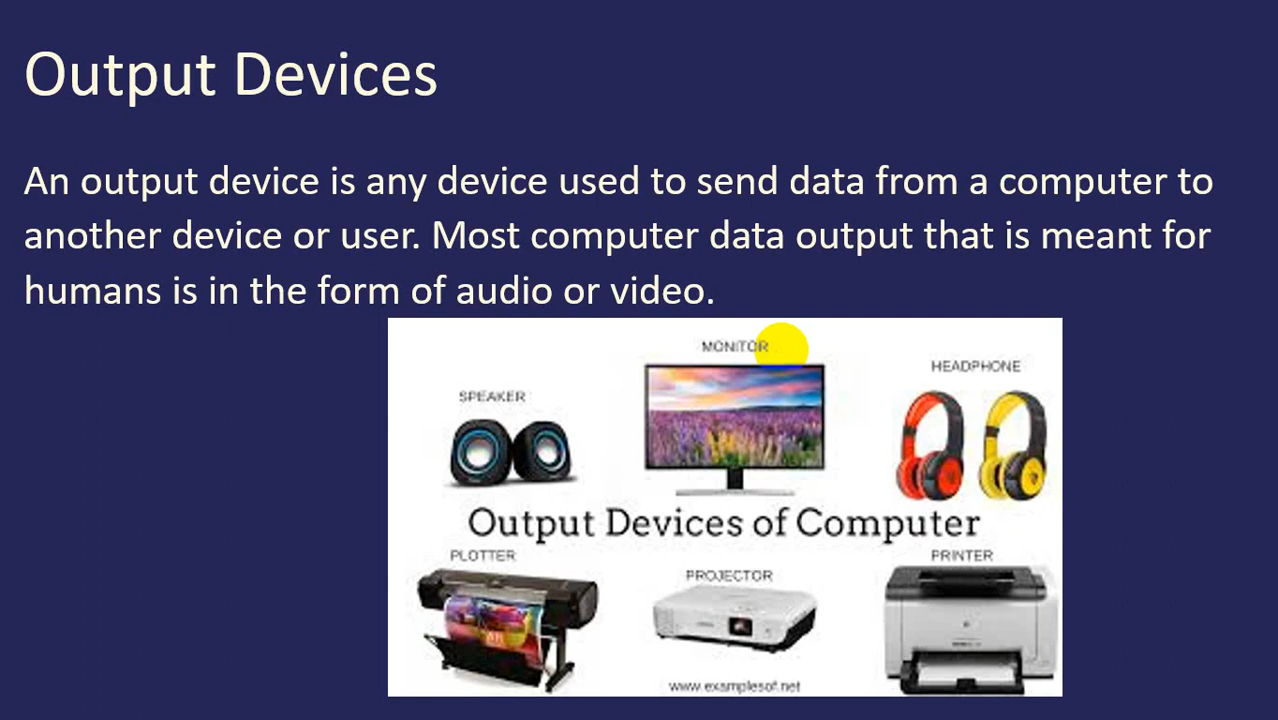 Output Devices
An output device is any device used to send data from a computer to
another device or user. Most computer data output that is meant for
humans is in the form of audio or video.
MONITOR
HEADPHONE
SPEAKER
Output Devices of Computer
PLOTTER
PRINTER
PROJECTOR
www.examplesof.net